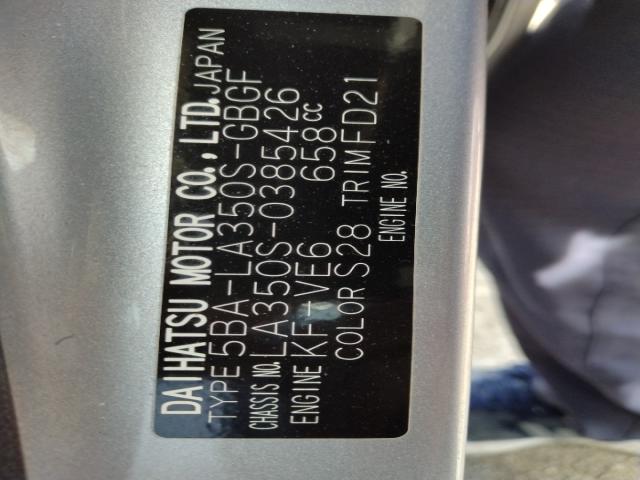 DAIHATSU MOTOR CO., LTD. JAPAN
TYPE 5BA-LA350S-GBGF
CHASSIS NO. LA350S-0385426
ENGINE KF-VE6 658cc
COLOR S28 TRIM FD21
ENGINE NO.